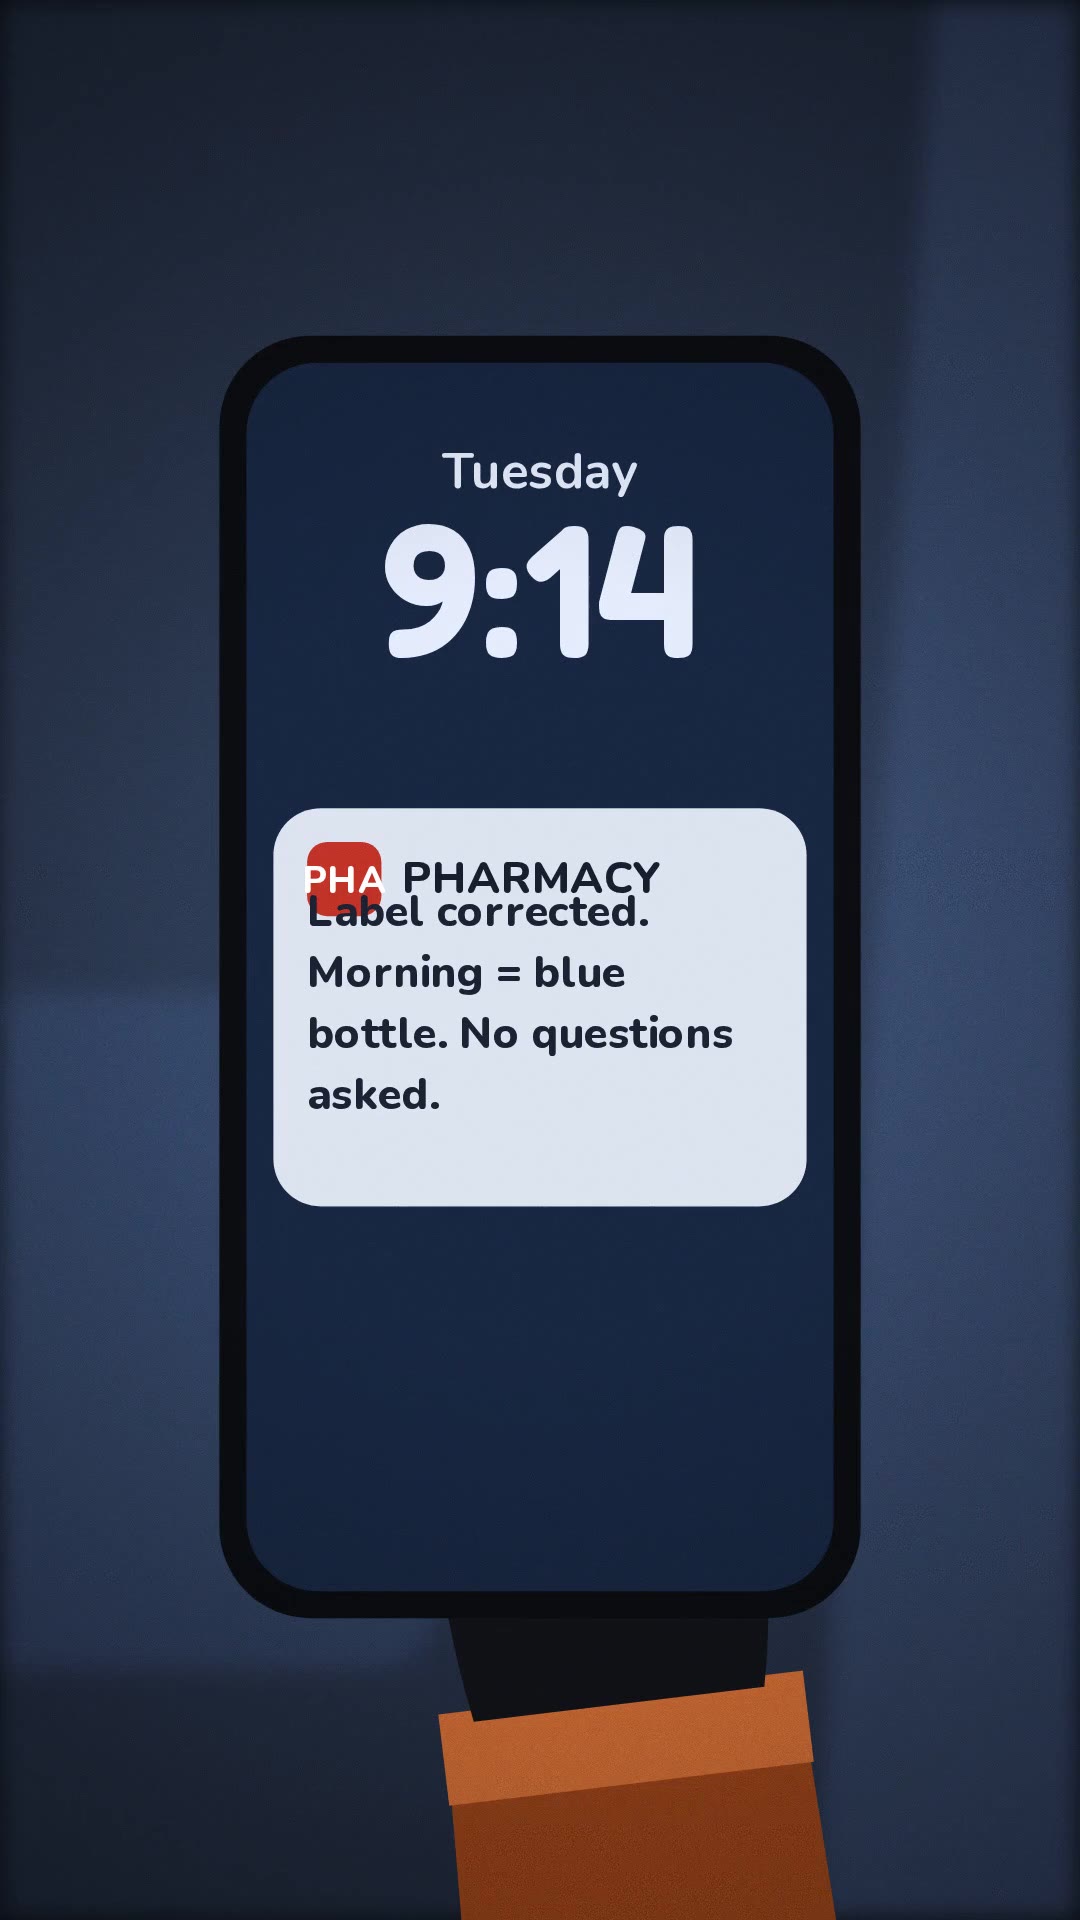 Tuesday
9:14
PHA PHARMACY
Label corrected.
Morning = blue
bottle. No questions
asked.